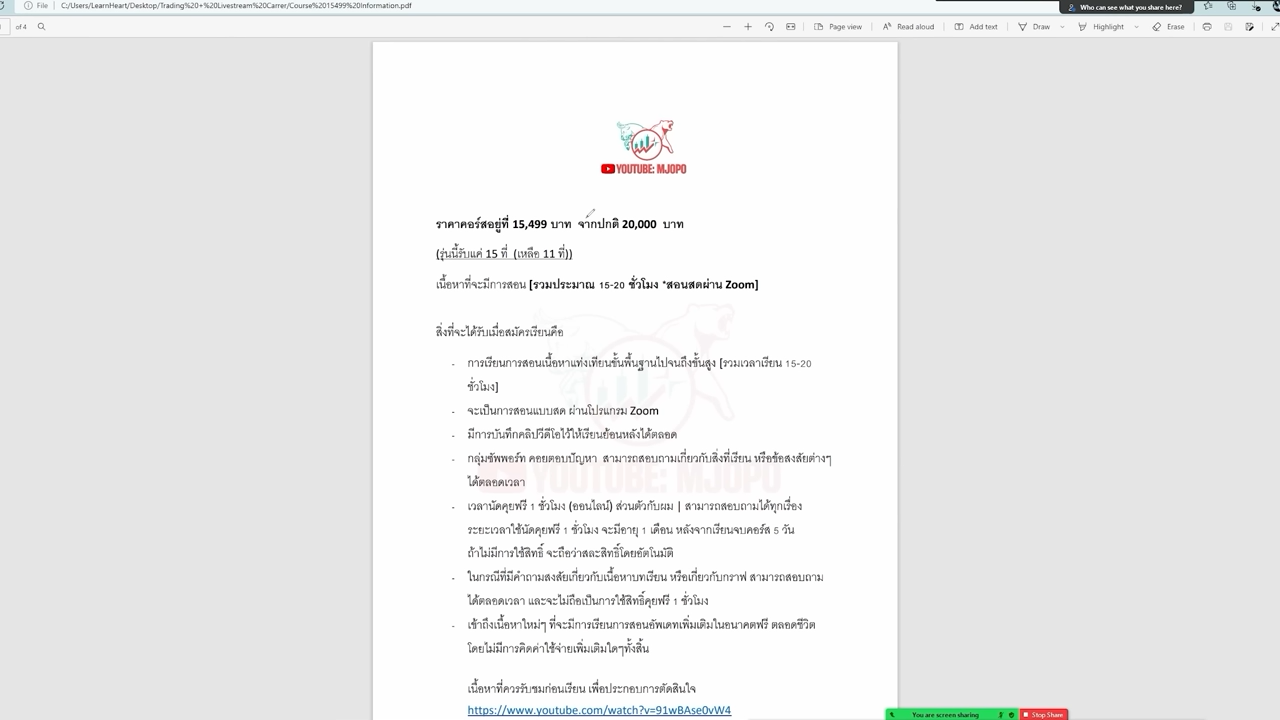 File C:/Users/LearnHeart/Desktop/Trading%20+%20Livestream%20Carrer/Course%2015499%20Information.pdf
Who can see what you share here?
of 4
Page view
Read aloud
Add text
Draw
Highlight
Erase
YOUTUBE: MJOPO
ราคาคอร์สอยู่ที่ 15,499 บาท จากปกติ 20,000 บาท
(รุ่นนี้รับแค่ 15 ที่ (เหลือ 11 ที่))
เนื้อหาที่จะมีการสอน [รวมประมาณ 15-20 ชั่วโมง *สอนสดผ่าน Zoom]
สิ่งที่จะได้รับเมื่อสมัครเรียนคือ
- การเรียนการสอนเนื้อหาแท่งเทียนขั้นพื้นฐานไปจนถึงขั้นสูง [รวมเวลาเรียน 15-20
ชั่วโมง]
- จะเป็นการสอนแบบสด ผ่านโปรแกรม Zoom
- มีการบันทึกคลิปวีดีโอไว้ให้เรียนย้อนหลังได้ตลอด
- กลุ่มซัพพอร์ท คอยตอบปัญหา สามารถสอบถามเกี่ยวกับสิ่งที่เรียน หรือข้อสงสัยต่างๆ
ได้ตลอดเวลา
YOUTUBE: MJOPO
- เวลานัดคุยฟรี 1 ชั่วโมง (ออนไลน์) ส่วนตัวกับผม | สามารถสอบถามได้ทุกเรื่อง
ระยะเวลาใช้นัดคุยฟรี 1 ชั่วโมง จะมีอายุ 1 เดือน หลังจากเรียนจบคอร์ส 5 วัน
ถ้าไม่มีการใช้สิทธิ์ จะถือว่าสละสิทธิ์โดยอัตโนมัติ
- ในกรณีที่มีคำถามสงสัยเกี่ยวกับเนื้อหาบทเรียน หรือเกี่ยวกับกราฟ สามารถสอบถาม
ได้ตลอดเวลา และจะไม่ถือเป็นการใช้สิทธิ์คุยฟรี 1 ชั่วโมง
- เข้าถึงเนื้อหาใหม่ๆ ที่จะมีการเรียนการสอนอัพเดทเพิ่มเติมในอนาคตฟรี ตลอดชีวิต
โดยไม่มีการคิดค่าใช้จ่ายเพิ่มเติมใดๆทั้งสิ้น
เนื้อหาที่ควรรับชมก่อนเรียน เพื่อประกอบการตัดสินใจ
https://www.youtube.com/watch?v=91wBAse0vW4
You are screen sharing
Stop Share